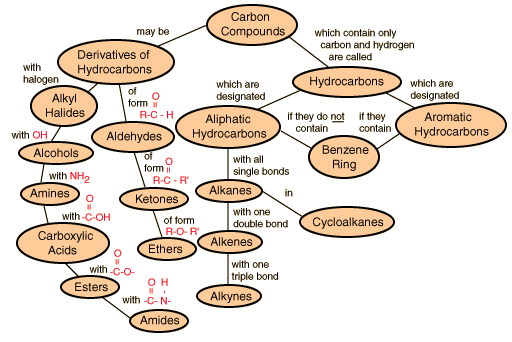 Carbon
Compounds
may be
which contain only
carbon and hydrogen
are called
Derivatives of
Hydrocarbons
Hydrocarbons
with
halogen
of
form
O
R-C - H
which are
designated
which are
designated
Alkyl
Halides
Aliphatic
Hydrocarbons
if they do not
contain
if they
contain
Aromatic
Hydrocarbons
with OH
Aldehydes
Benzene
Ring
Alcohols
of
form
O
R-C - R'
with all
single bonds
with NH2
Amines
Ketones
Alkanes
in
Cycloalkanes
O
with -C-OH
of form
R-O- R'
with one
double bond
Carboxylic
Acids
Ethers
Alkenes
O
with -C-O-
with one
triple bond
Esters
O H
with -C- N-
Alkynes
Amides